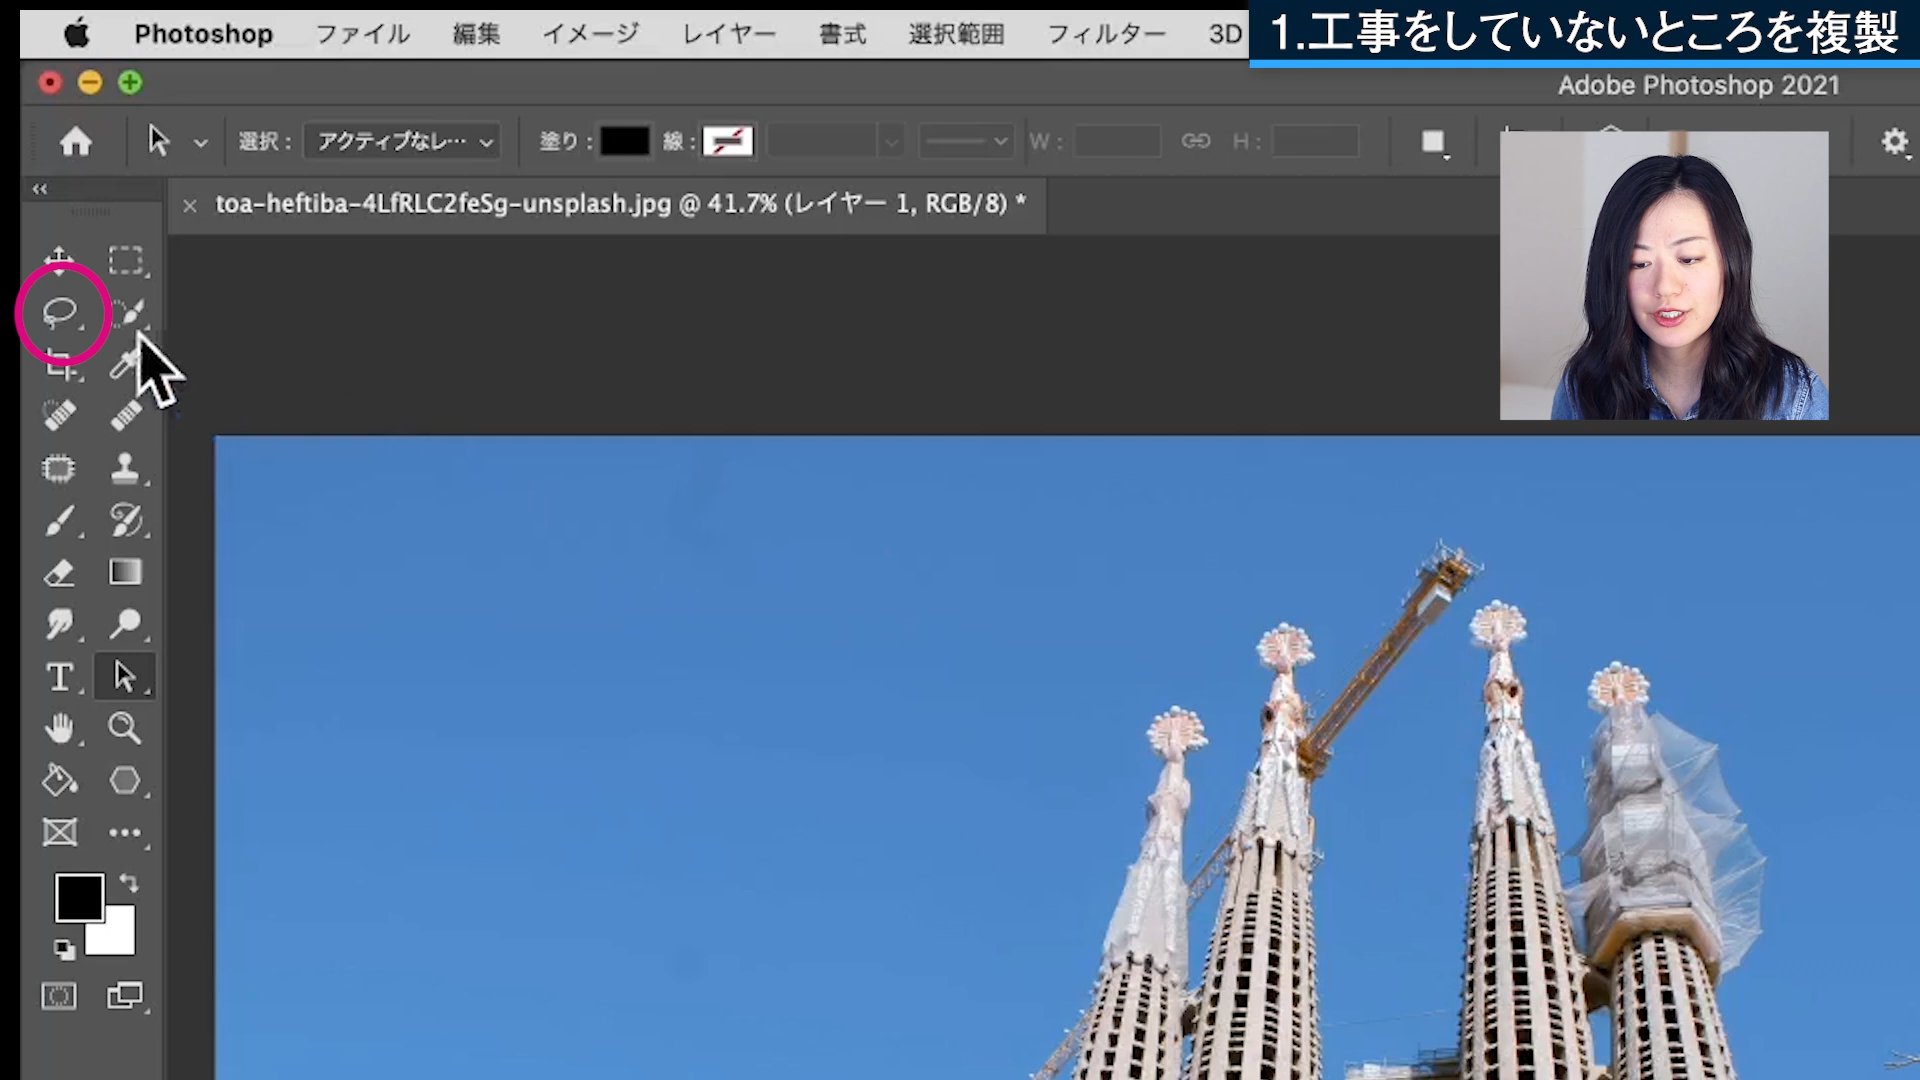 Photoshop ファイル 編集 イメージ レイヤー 書式 選択範囲 フィルター 3D
1.工事をしていないところを複製
Adobe Photoshop 2021
選択： アクティブなレ… 塗り： 線： W： H：
toa-heftiba-4LfRLC2feSg-unsplash.jpg @ 41.7% (レイヤー 1, RGB/8) *